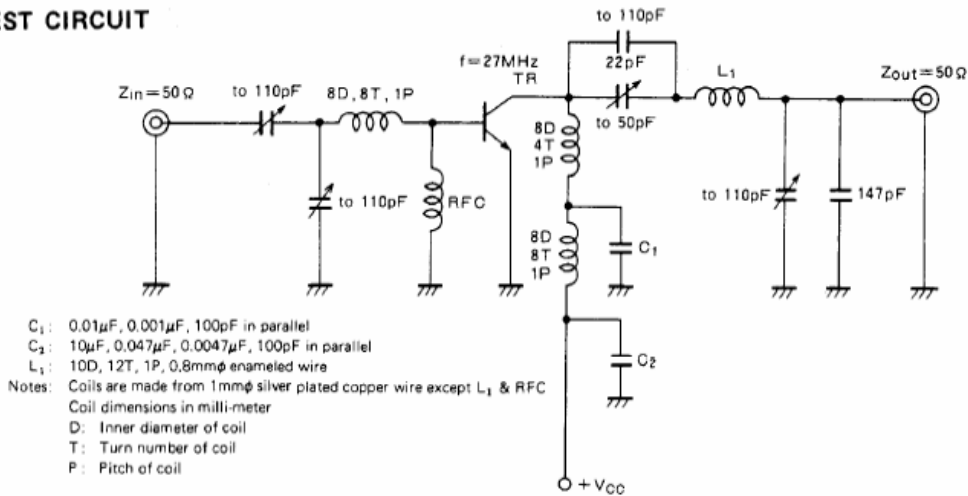 EST CIRCUIT
to 110pF
f=27MHz
TR
22pF
L₁
Zout=50Ω
Zin=50Ω
to 110pF
8D, 8T, 1P
to 50pF
8D
4T
1P
to 110pF
RFC
to 110pF
147pF
8D
8T
1P
C₁
C₁: 0.01μF, 0.001μF, 100pF in parallel
C₂: 10μF, 0.047μF, 0.0047μF, 100pF in parallel
L₁: 10D, 12T, 1P, 0.8mmφ enameled wire
C₂
Notes: Coils are made from 1mmφ silver plated copper wire except L₁ & RFC
Coil dimensions in milli-meter
D: Inner diameter of coil
T: Turn number of coil
P: Pitch of coil
+VCC